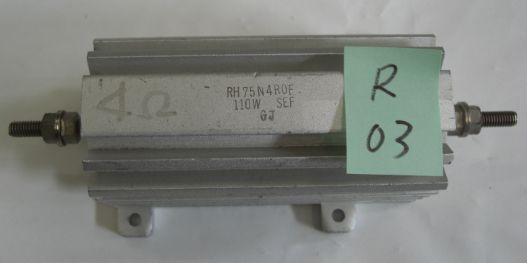 4Ω
RH75N4R0F
110W SEF
GJ
R
03